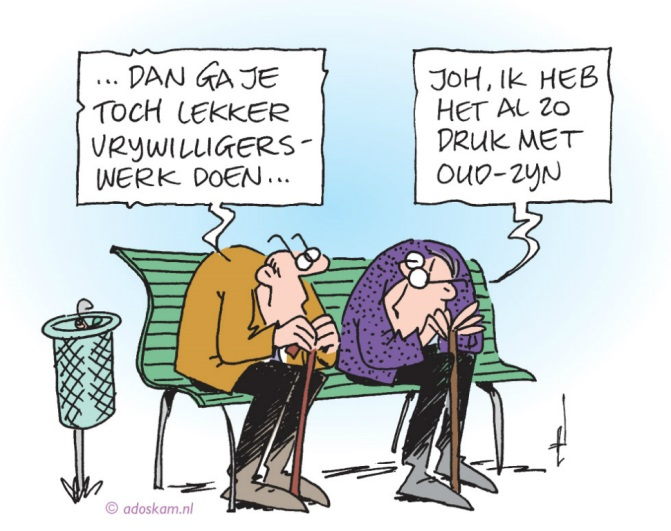 ... DAN GA JE
TOCH LEKKER
VRYWILLIGERS-
WERK DOEN...
JOH, IK HEB
HET AL ZO
DRUK MET
OUD-ZYN
© adoskam.nl